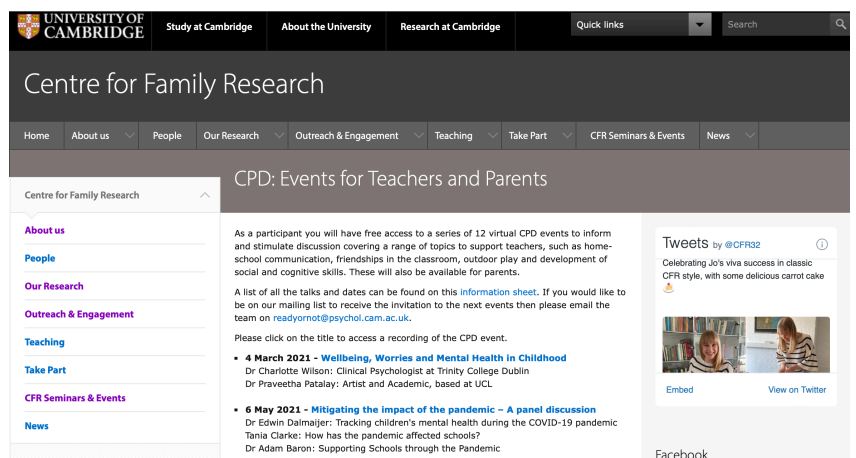 UNIVERSITY OF
CAMBRIDGE
Study at Cambridge
About the University
Research at Cambridge
Quick links
Search
Centre for Family Research
Home
About us
People
Our Research
Outreach & Engagement
Teaching
Take Part
CFR Seminars & Events
News
Centre for Family Research
About us
People
Our Research
Outreach & Engagement
Teaching
Take Part
CFR Seminars & Events
News
CPD: Events for Teachers and Parents
As a participant you will have free access to a series of 12 virtual CPD events to inform
and stimulate discussion covering a range of topics to support teachers, such as home-
school communication, friendships in the classroom, outdoor play and development of
social and cognitive skills. These will also be available for parents.
A list of all the talks and dates can be found on this information sheet. If you would like to
be on our mailing list to receive the invitation to the next events then please email the
team on readyornot@psychol.cam.ac.uk.
Please click on the title to access a recording of the CPD event.
▪ 4 March 2021 - Wellbeing, Worries and Mental Health in Childhood
Dr Charlotte Wilson: Clinical Psychologist at Trinity College Dublin
Dr Praveetha Patalay: Artist and Academic, based at UCL
▪ 6 May 2021 - Mitigating the impact of the pandemic – A panel discussion
Dr Edwin Dalmaijer: Tracking children's mental health during the COVID-19 pandemic
Tania Clarke: How has the pandemic affected schools?
Dr Adam Baron: Supporting Schools through the Pandemic
Tweets by @CFR32
Celebrating Jo's viva success in classic
CFR style, with some delicious carrot cake
Embed
View on Twitter
Facebook